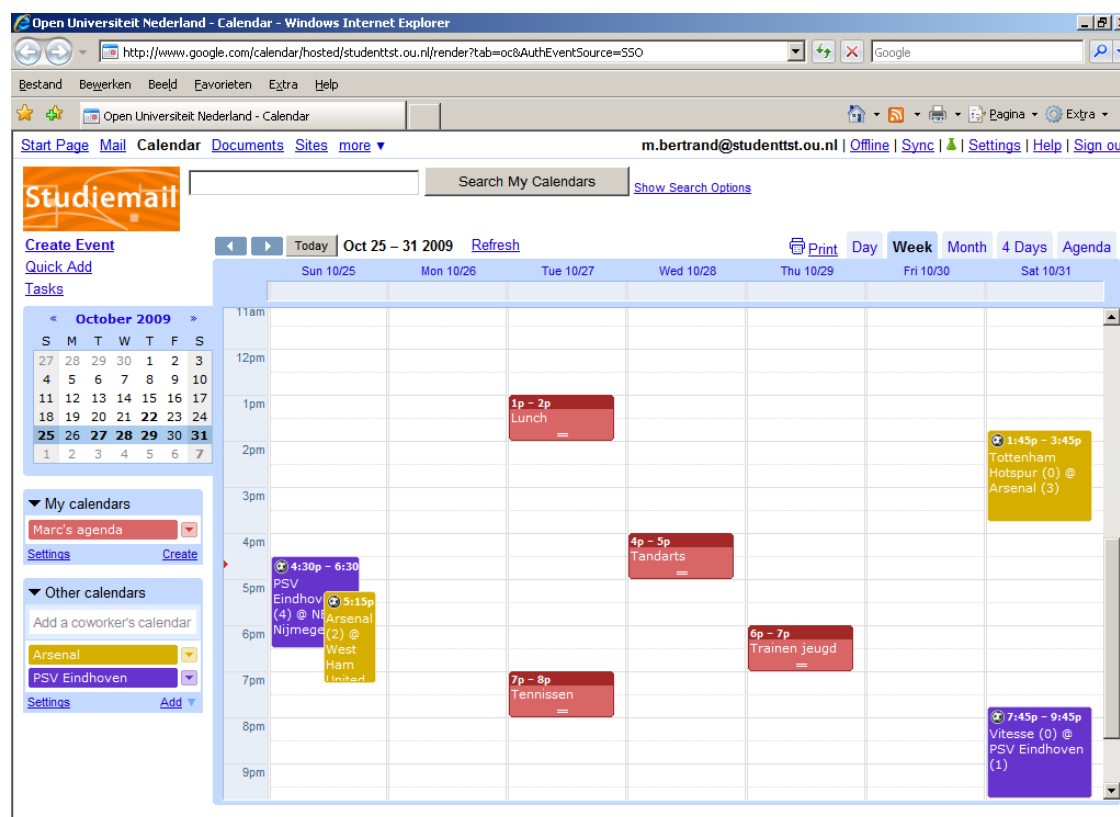 Open Universiteit Nederland - Calendar - Windows Internet Explorer
http://www.google.com/calendar/hosted/studenttst.ou.nl/render?tab=oc&AuthEventSource=SSO
Google
Bestand Bewerken Beeld Favorieten Extra Help
Open Universiteit Nederland - Calendar
Pagina Extra
Start Page Mail Calendar Documents Sites more ▼
m.bertrand@studenttst.ou.nl | Offline | Sync | | Settings | Help | Sign ou
Studiemail
Search My Calendars
Show Search Options
Create Event
Quick Add
Tasks
Today Oct 25 – 31 2009 Refresh
Print Day Week Month 4 Days Agenda
Sun 10/25 Mon 10/26 Tue 10/27 Wed 10/28 Thu 10/29 Fri 10/30 Sat 10/31
« October 2009 »
S M T W T F S
27 28 29 30 1 2 3
4 5 6 7 8 9 10
11 12 13 14 15 16 17
18 19 20 21 22 23 24
25 26 27 28 29 30 31
1 2 3 4 5 6 7
▼ My calendars
Marc's agenda
Settings Create
▼ Other calendars
Add a coworker's calendar
Arsenal
PSV Eindhoven
Settings Add ▼
11am
12pm
1pm
2pm
3pm
4pm
5pm
6pm
7pm
8pm
9pm
4:30p – 6:30
PSV
Eindhov
(4) @ NE
Nijmege
5:15p
Arsenal
(2) @
West
Ham
United
1p – 2p
Lunch
7p – 8p
Tennissen
4p – 5p
Tandarts
6p – 7p
Trainen jeugd
1:45p – 3:45p
Tottenham
Hotspur (0) @
Arsenal (3)
7:45p – 9:45p
Vitesse (0) @
PSV Eindhoven
(1)